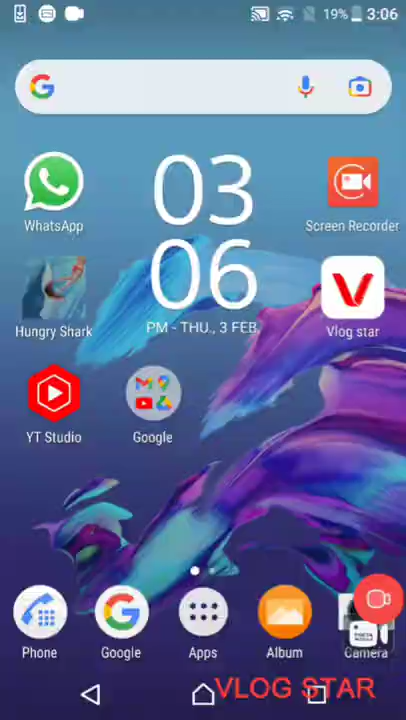 19% 3:06
WhatsApp
03
06
PM - THU., 3 FEB.
Screen Recorder
Hungry Shark
Vlog star
YT Studio
Google
Phone
Google
Apps
Album
Camera
VLOG STAR